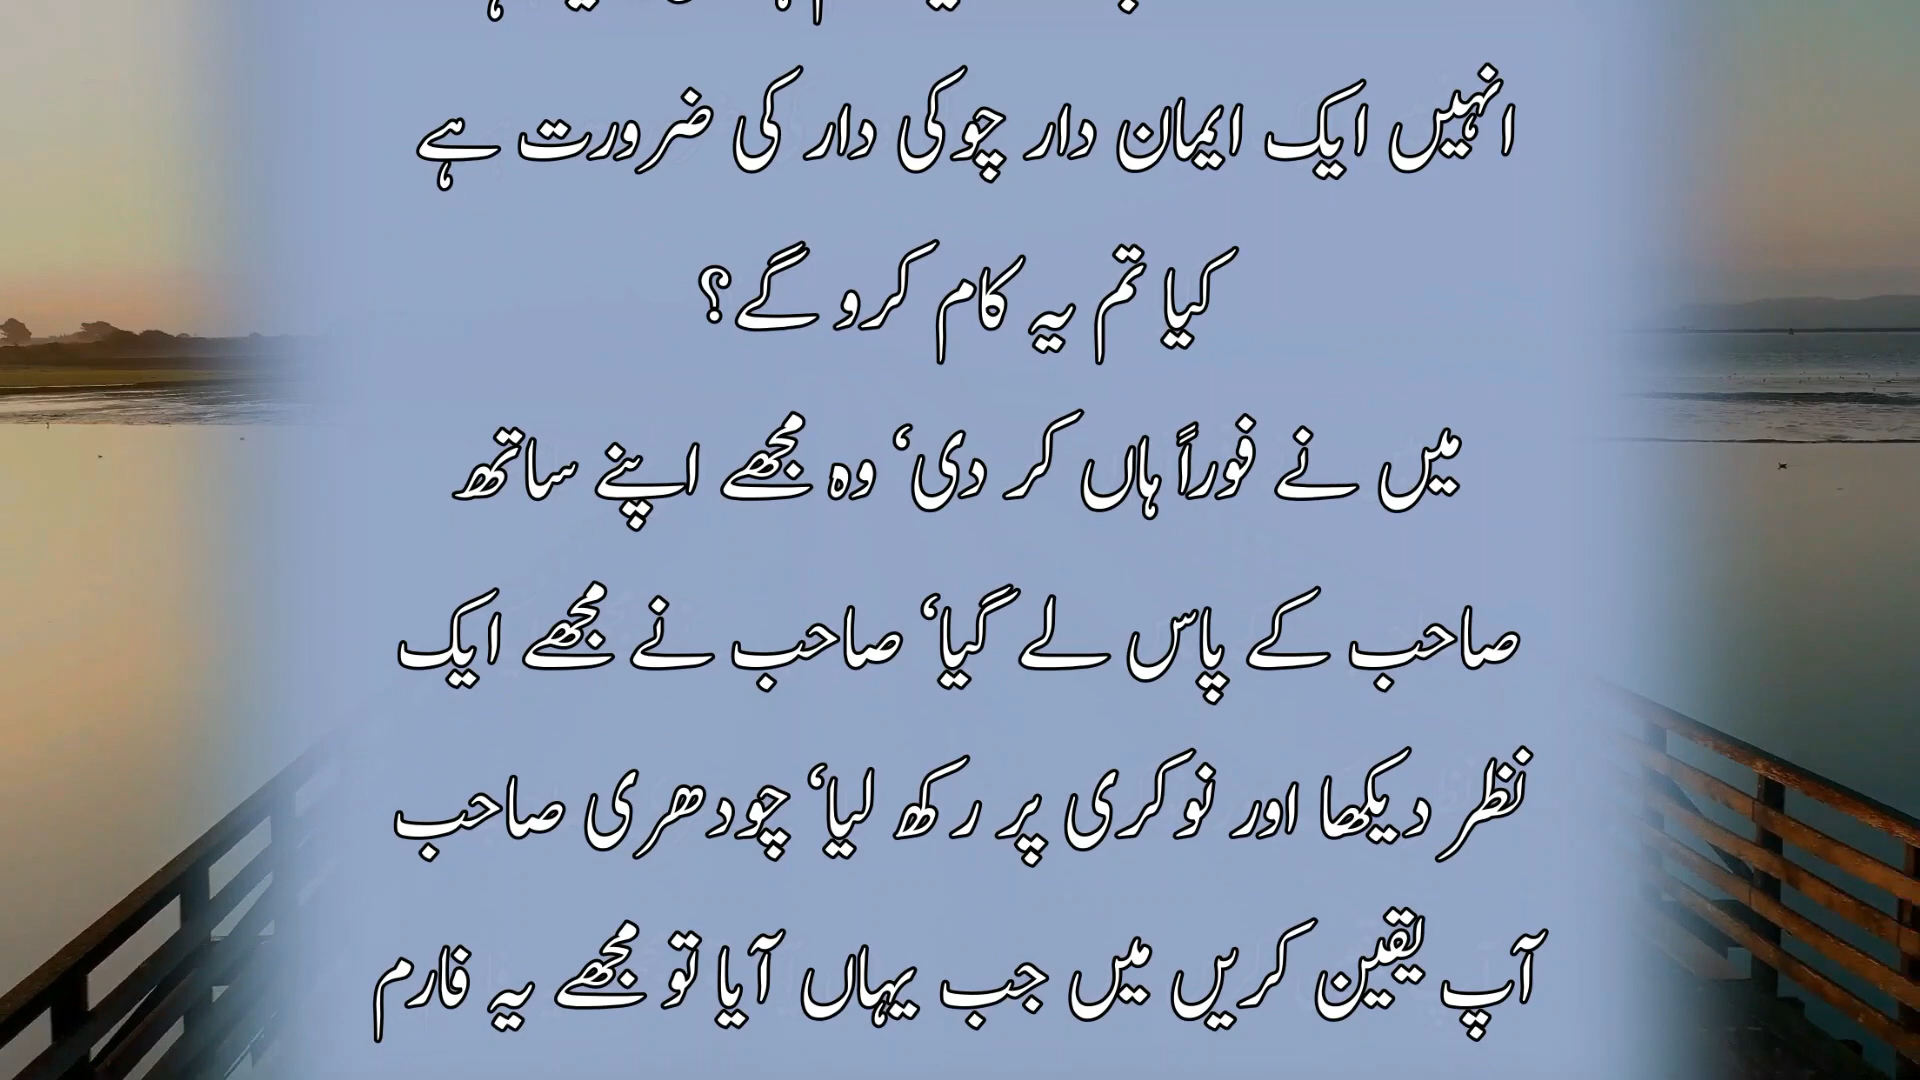 انہیں ایک ایمان دار چوکی دار کی ضرورت ہے
کیا تم یہ کام کرو گے؟
میں نے فوراً ہاں کر دی‘ وہ مجھے اپنے ساتھ
صاحب کے پاس لے گیا‘ صاحب نے مجھے ایک
نظر دیکھا اور نوکری پر رکھ لیا‘ چودھری صاحب
آپ یقین کریں میں جب یہاں آیا تو مجھے یہ فارم